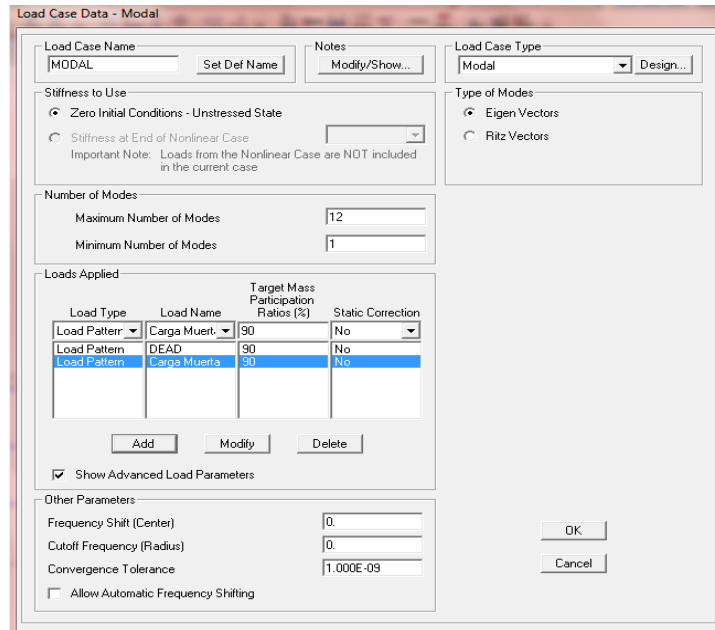 Load Case Data - Modal
Load Case Name
Notes
Load Case Type
MODAL
Set Def Name
Modify/Show...
Modal
Design...
Stiffness to Use
Type of Modes
Zero Initial Conditions - Unstressed State
Eigen Vectors
Stiffness at End of Nonlinear Case
Ritz Vectors
Important Note: Loads from the Nonlinear Case are NOT included
in the current case
Number of Modes
Maximum Number of Modes 12
Minimum Number of Modes 1
Loads Applied
Target Mass
Participation
Load Type Load Name Ratios (%) Static Correction
Load Pattern Carga Muert. 90 No
Load Pattern DEAD 90 No
Load Pattern Carga Muerta 90 No
Add Modify Delete
Show Advanced Load Parameters
Other Parameters
Frequency Shift (Center) 0.
Cutoff Frequency (Radius) 0.
Convergence Tolerance 1.000E-09
Allow Automatic Frequency Shifting
OK
Cancel